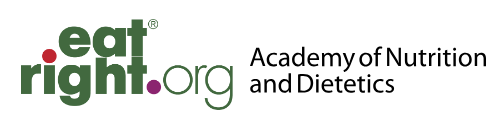 eat®
right.org
Academy of Nutrition
and Dietetics